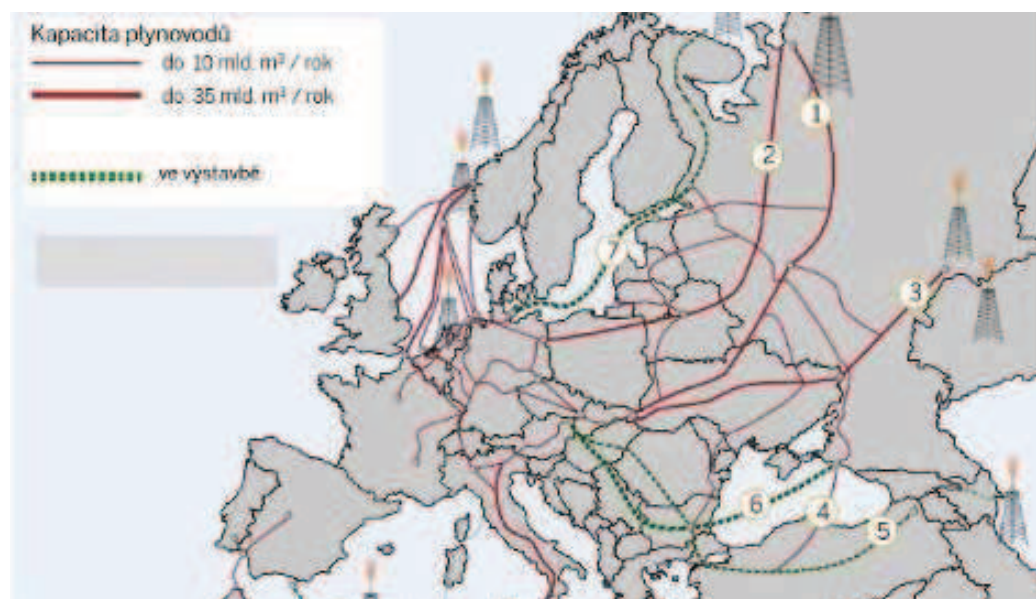 Kapacita plynovodů
do 10 mld. m³ / rok
do 35 mld. m³ / rok
ve výstavbě
1
2
7
3
6
4
5